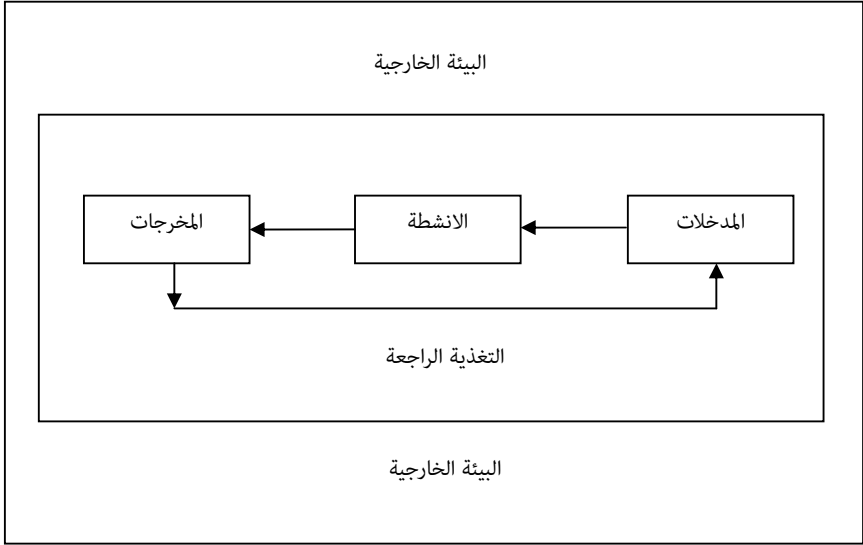 البيئة الخارجية
المدخلات
الانشطة
المخرجات
التغذية الراجعة
البيئة الخارجية